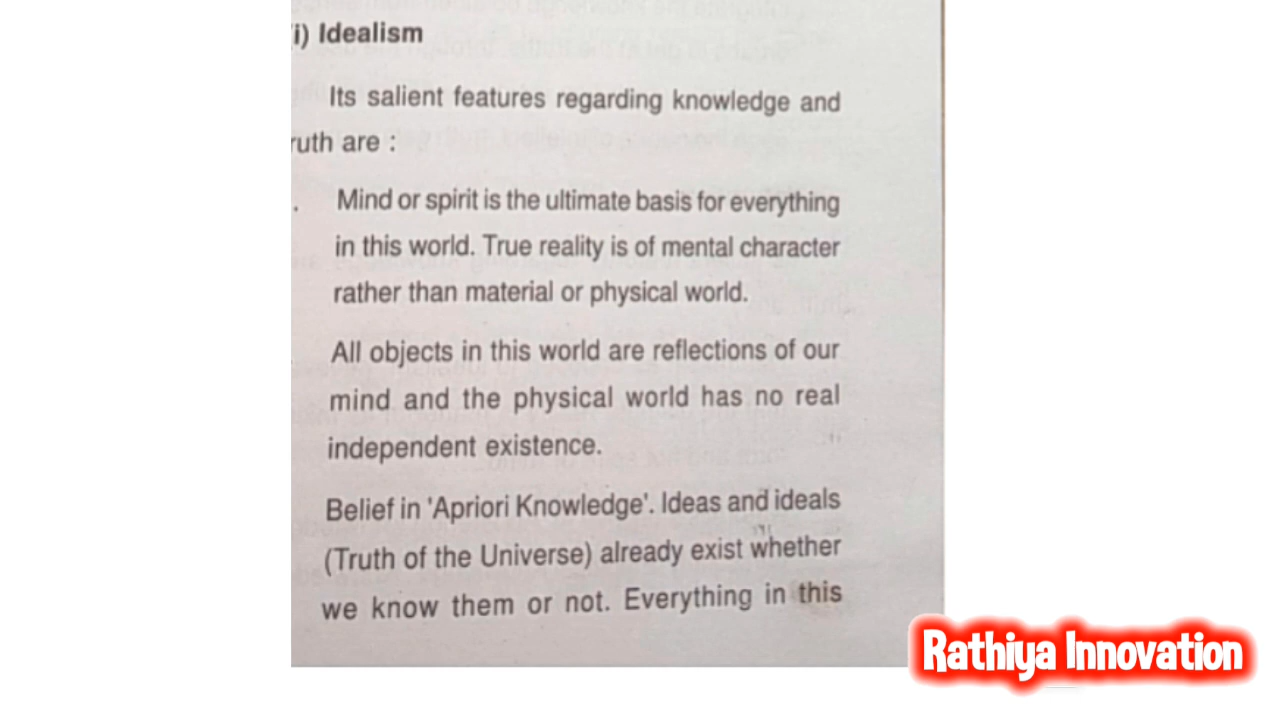 i) Idealism
Its salient features regarding knowledge and
ruth are :
. Mind or spirit is the ultimate basis for everything
in this world. True reality is of mental character
rather than material or physical world.
All objects in this world are reflections of our
mind and the physical world has no real
independent existence.
Belief in 'Apriori Knowledge'. Ideas and ideals
(Truth of the Universe) already exist whether
we know them or not. Everything in this
Rathiya Innovation